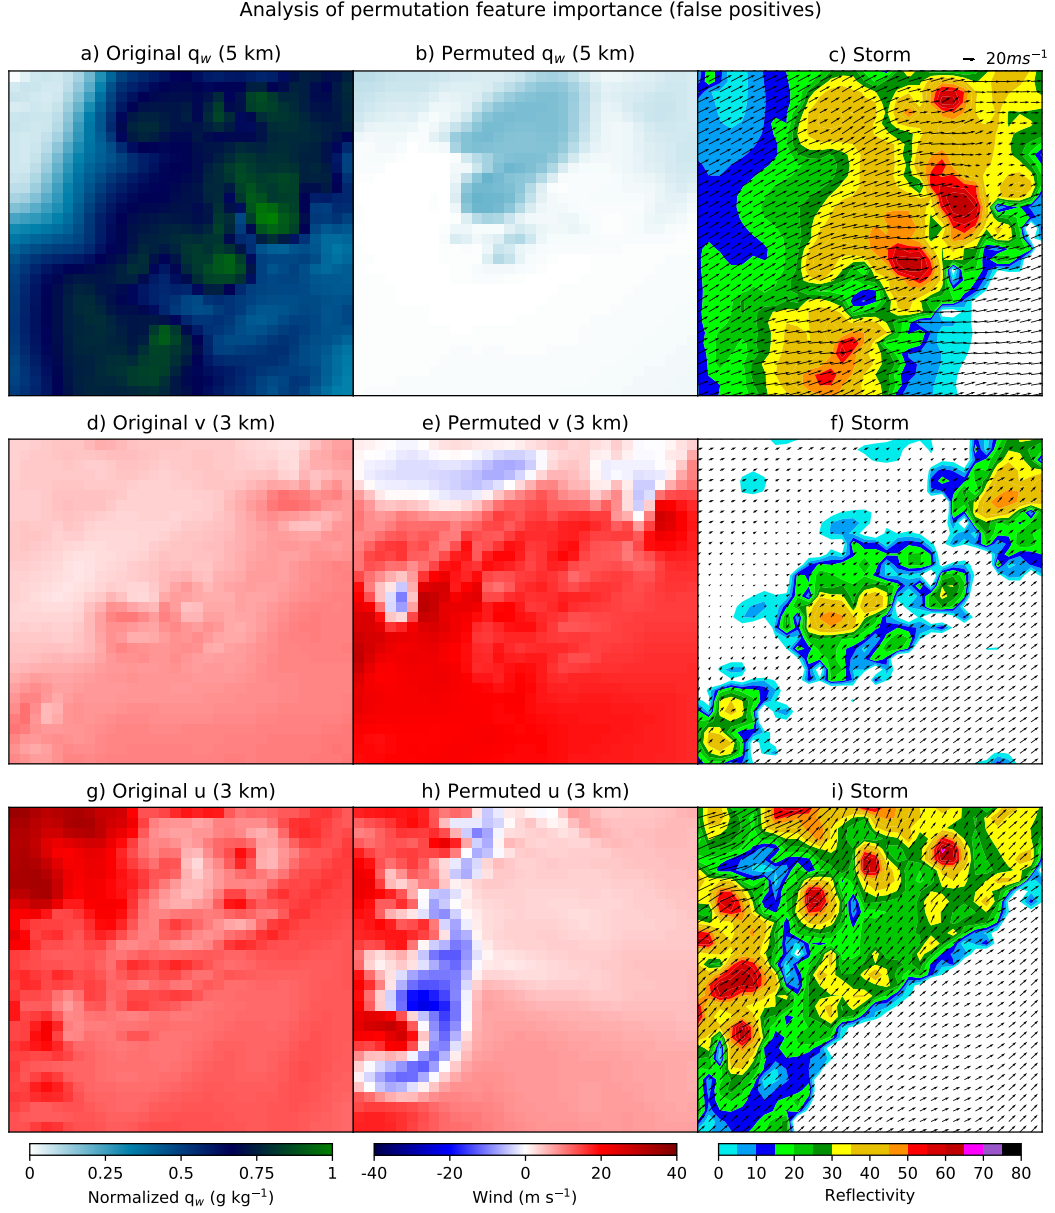 Analysis of permutation feature importance (false positives)
a) Original q_w (5 km)
b) Permuted q_w (5 km)
c) Storm
20ms⁻¹
d) Original v (3 km)
e) Permuted v (3 km)
f) Storm
g) Original u (3 km)
h) Permuted u (3 km)
i) Storm
0 0.25 0.5 0.75 1
Normalized q_w (g kg⁻¹)
-40 -20 0 20 40
Wind (m s⁻¹)
0 10 20 30 40 50 60 70 80
Reflectivity